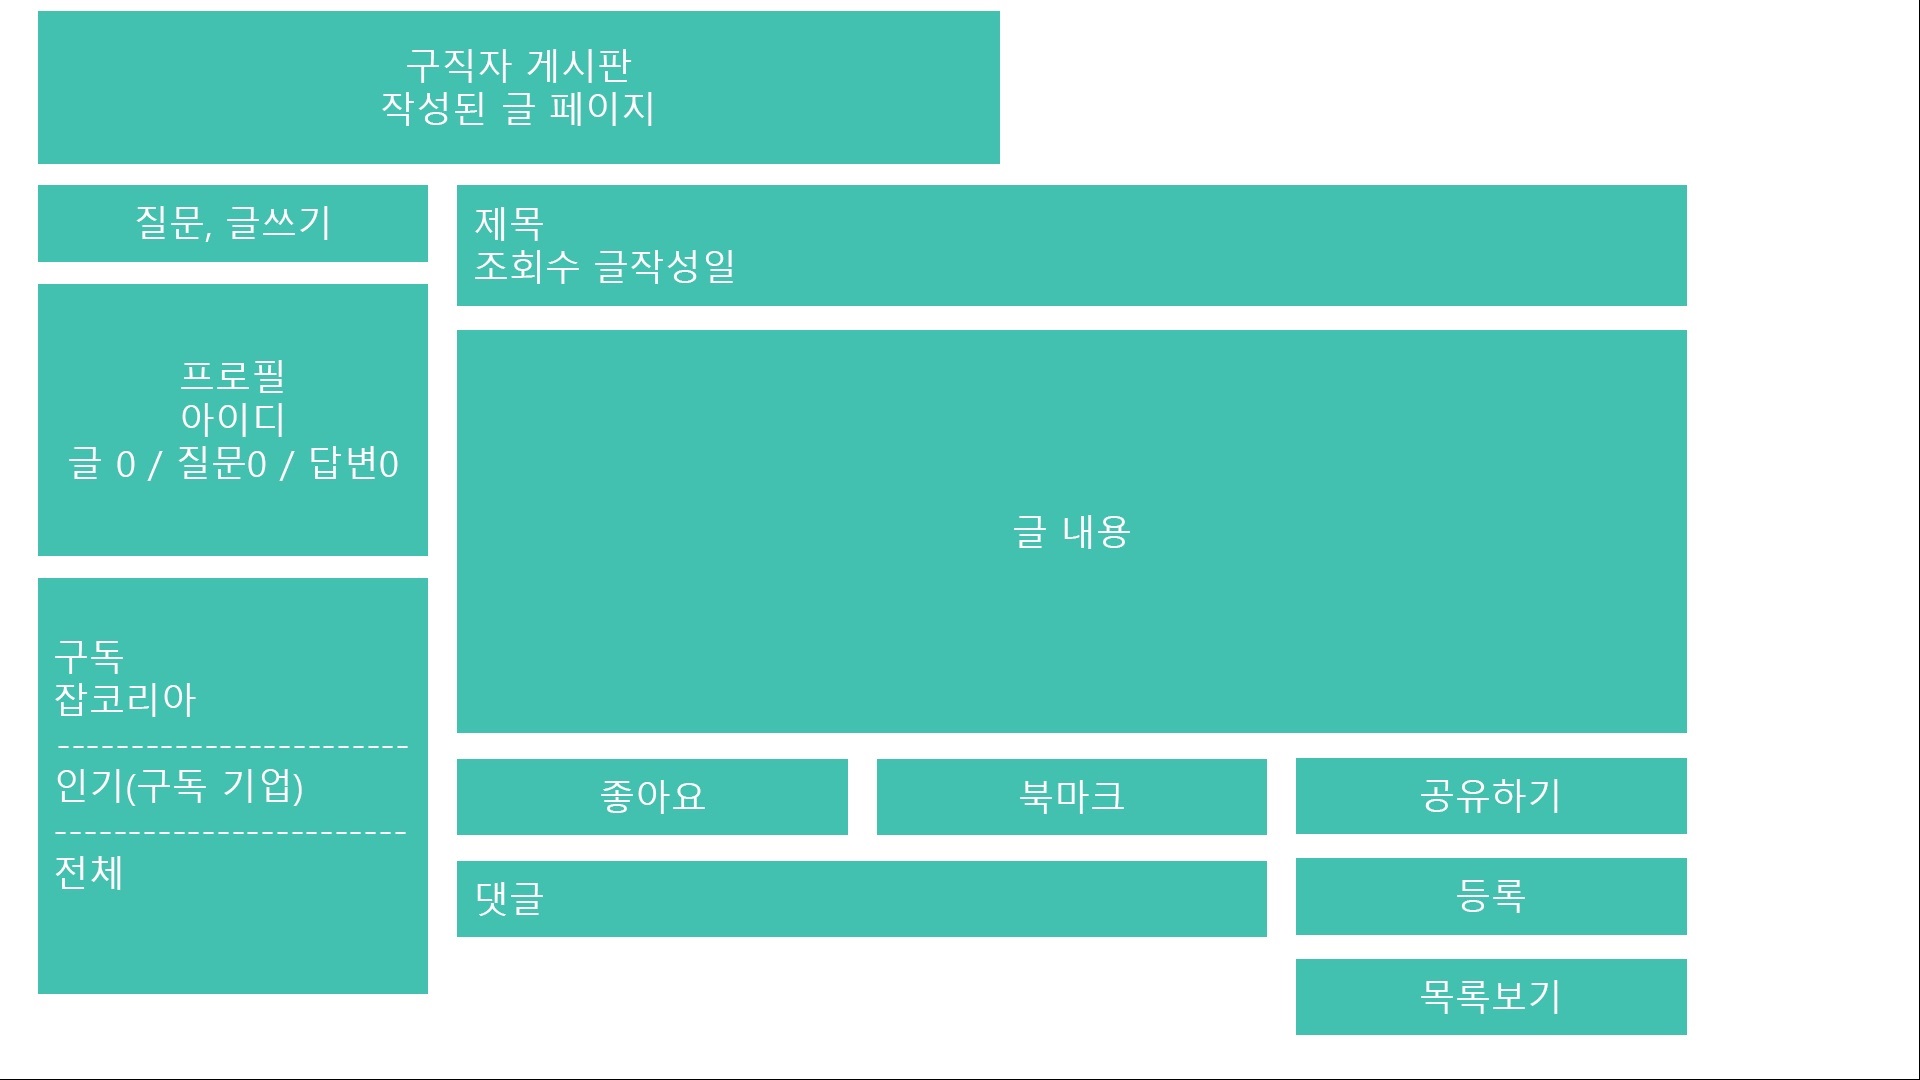 구직자 게시판
작성된 글 페이지
질문, 글쓰기
프로필
아이디
글 0 / 질문0 / 답변0
구독
잡코리아
------------------------
인기(구독 기업)
------------------------
전체
제목
조회수 글작성일
글 내용
좋아요
북마크
공유하기
댓글
등록
목록보기